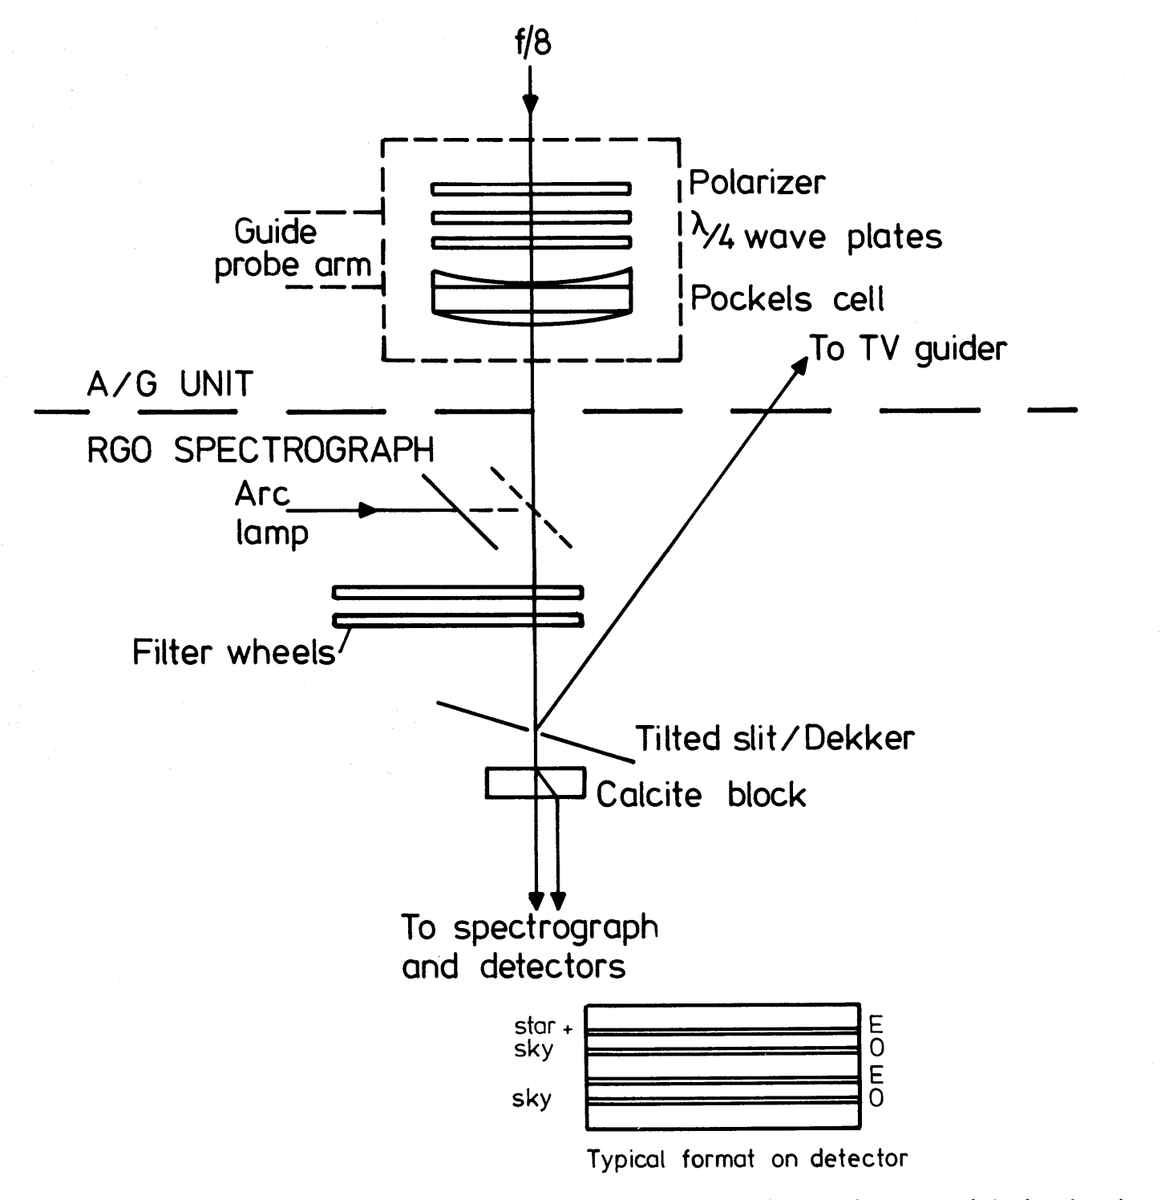 f/8
Polarizer
λ/4 wave plates
Guide
probe arm
Pockels cell
To TV guider
A/G UNIT
RGO SPECTROGRAPH
Arc
lamp
Filter wheels
Tilted slit/Dekker
Calcite block
To spectrograph
and detectors
star +
sky
sky
E
O
E
O
Typical format on detector